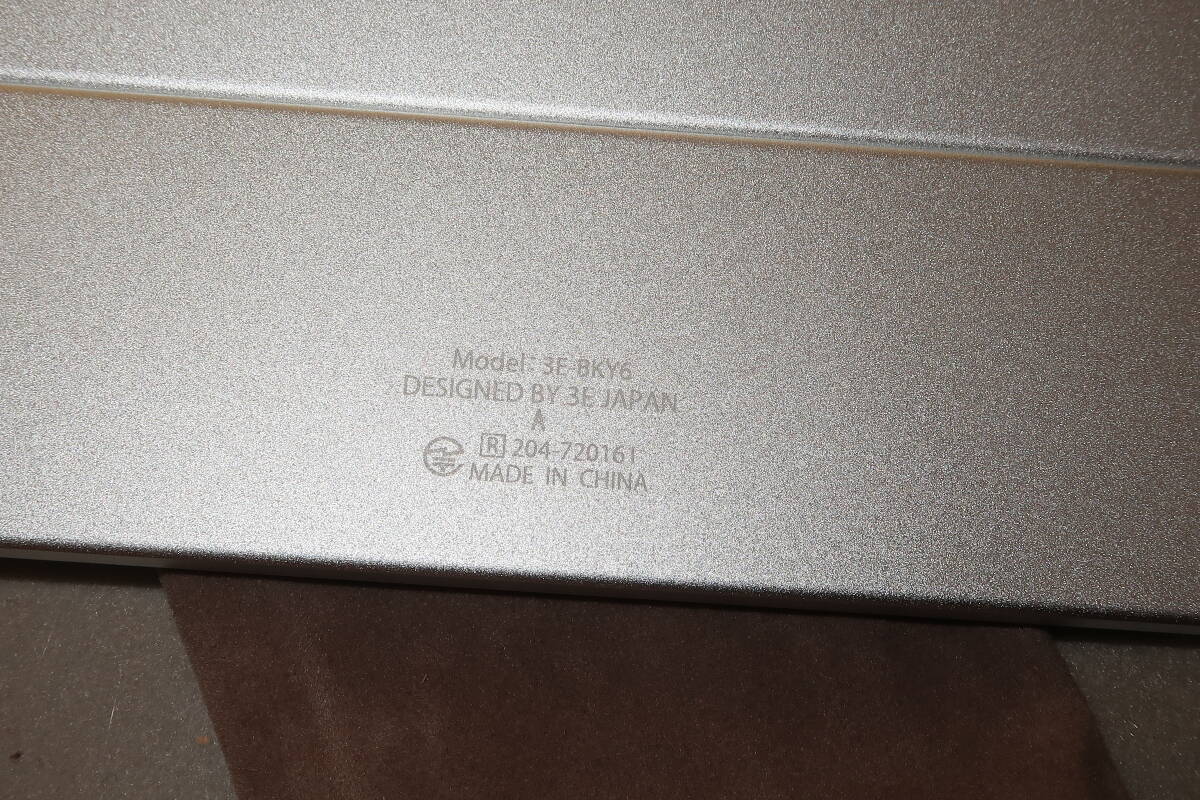 Model: 3E-BKY6
DESIGNED BY 3E JAPAN
A
R 204-720161
MADE IN CHINA